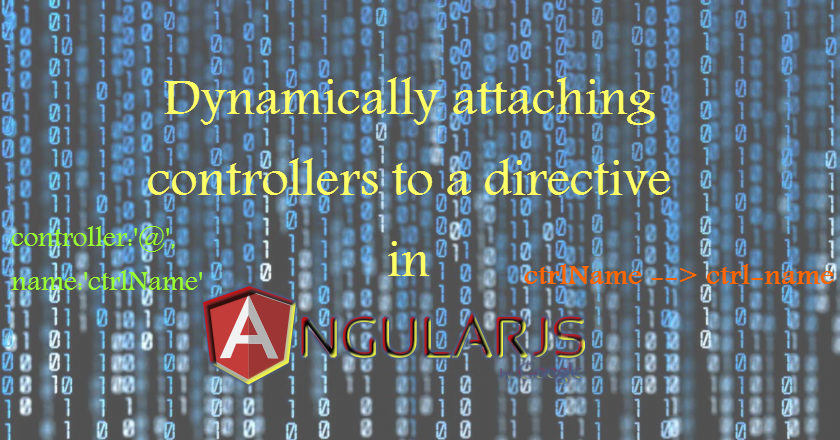 Dynamically attaching
controllers to a directive
in
controller:'@',
name:'ctrlName'
ctrlName --> ctrl-name
ANGULARJS